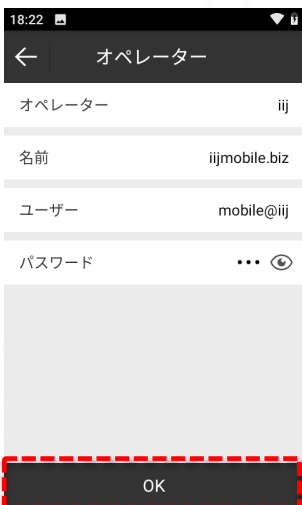 18:22
オペレーター
オペレーター iij
名前 iijmobile.biz
ユーザー mobile@iij
パスワード •••
OK